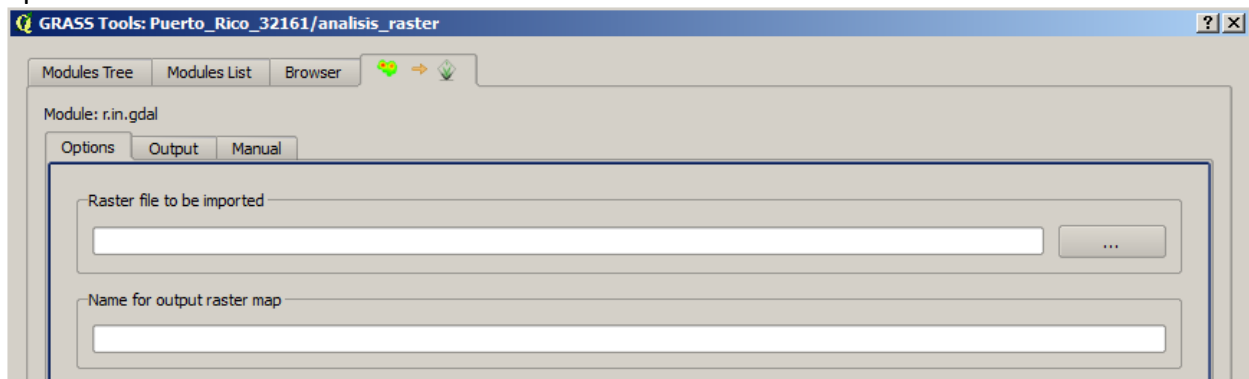 GRASS Tools: Puerto_Rico_32161/analisis_raster
Modules Tree Modules List Browser
Module: r.in.gdal
Options Output Manual
Raster file to be imported
...
Name for output raster map